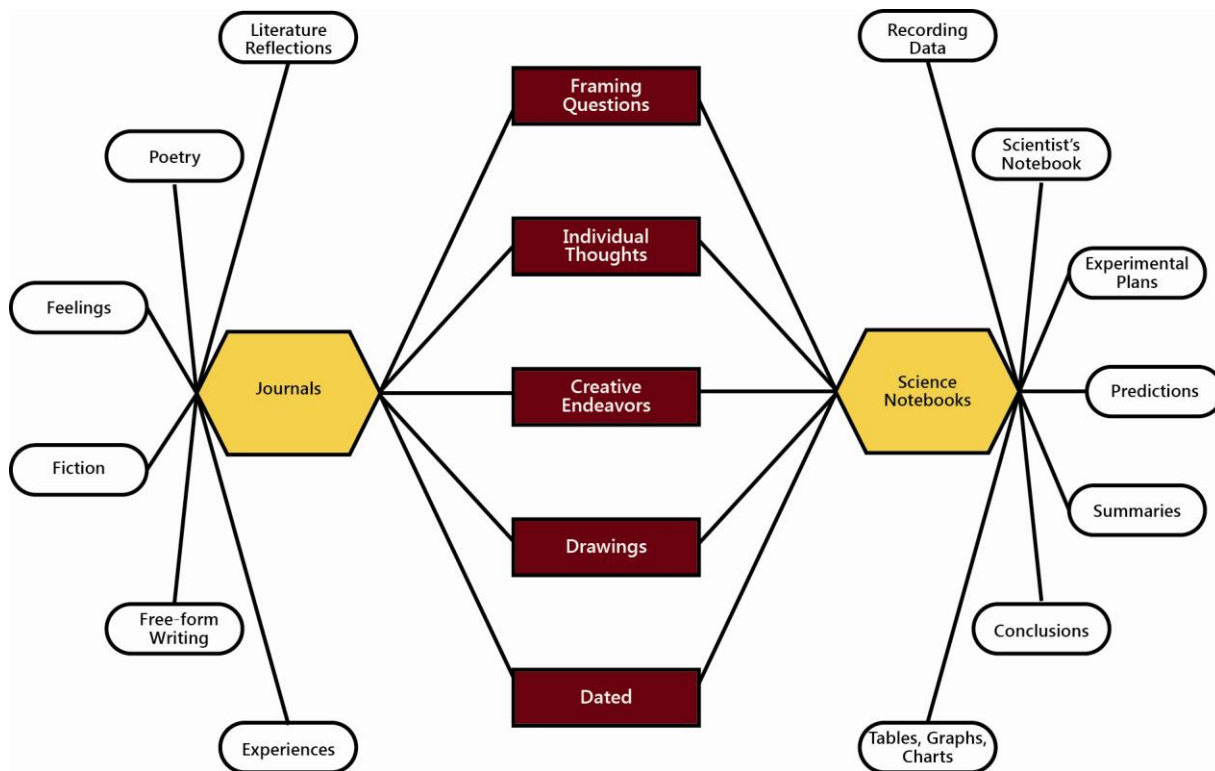 Literature
Reflections
Poetry
Feelings
Journals
Fiction
Free-form
Writing
Experiences
Framing
Questions
Individual
Thoughts
Creative
Endeavors
Drawings
Dated
Recording
Data
Scientist's
Notebook
Experimental
Plans
Science
Notebooks
Predictions
Summaries
Conclusions
Tables, Graphs,
Charts